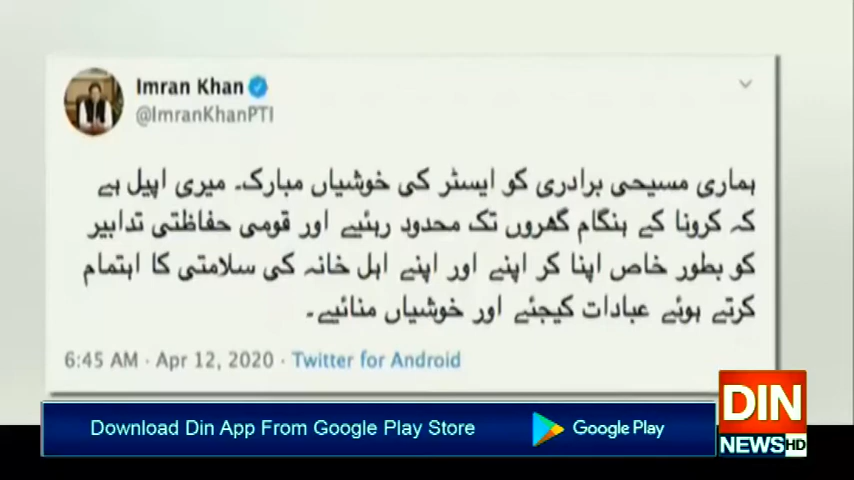 Imran Khan
@ImranKhanPTI
ہماری مسیحی برادری کو ایسٹر کی خوشیاں مبارک۔ میری اپیل ہے
کہ کرونا کے ہنگام گھروں تک محدود رہئیے اور قومی حفاظتی تدابیر
کو بطور خاص اپنا کر اپنے اور اپنے اہل خانہ کی سلامتی کا اہتمام
کرتے ہوئے عبادات کیجئے اور خوشیاں منائیے۔
6:45 AM · Apr 12, 2020 · Twitter for Android
Download Din App From Google Play Store
Google Play
DIN
NEWS HD